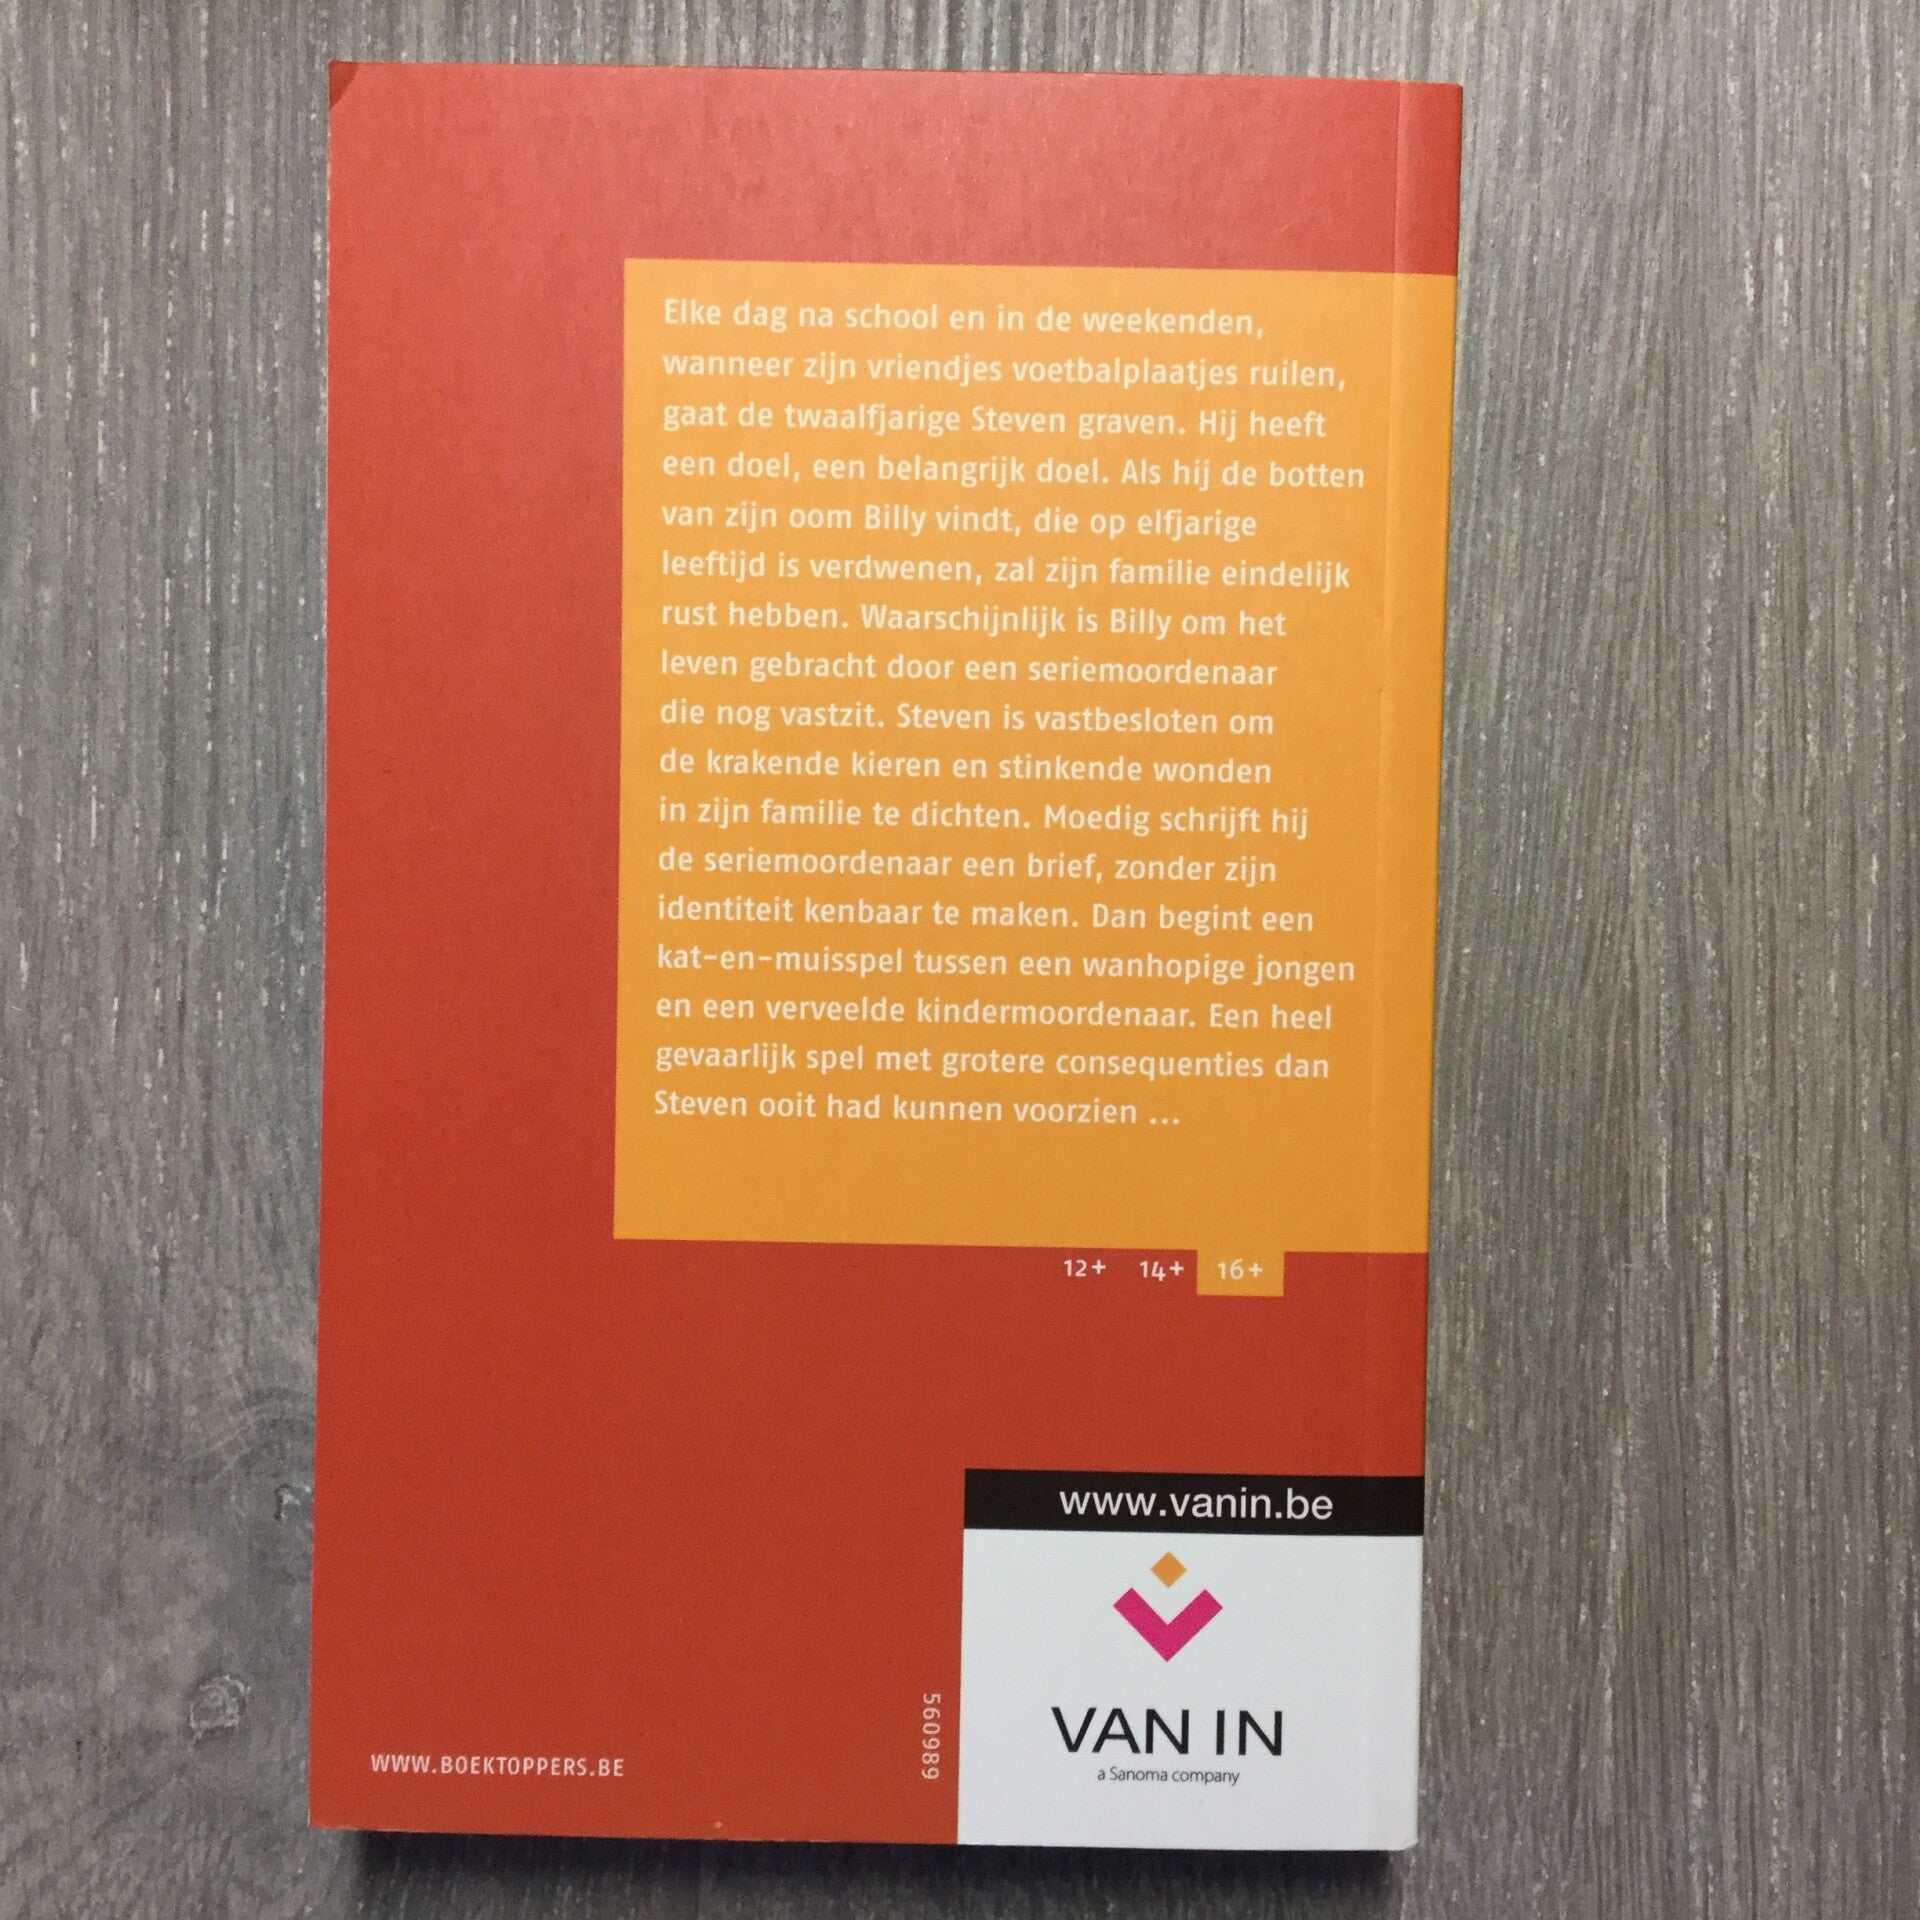 Elke dag na school en in de weekenden,
wanneer zijn vriendjes voetbalplaatjes ruilen,
gaat de twaalfjarige Steven graven. Hij heeft
een doel, een belangrijk doel. Als hij de botten
van zijn oom Billy vindt, die op elfjarige
leeftijd is verdwenen, zal zijn familie eindelijk
rust hebben. Waarschijnlijk is Billy om het
leven gebracht door een seriemoordenaar
die nog vastzit. Steven is vastbesloten om
de krakende kieren en stinkende wonden
in zijn familie te dichten. Moedig schrijft hij
de seriemoordenaar een brief, zonder zijn
identiteit kenbaar te maken. Dan begint een
kat-en-muisspel tussen een wanhopige jongen
en een verveelde kindermoordenaar. Een heel
gevaarlijk spel met grotere consequenties dan
Steven ooit had kunnen voorzien ...
12+ 14+ 16+
www.vanin.be
VAN IN
a Sanoma company
560989
WWW.BOEKTOPPERS.BE